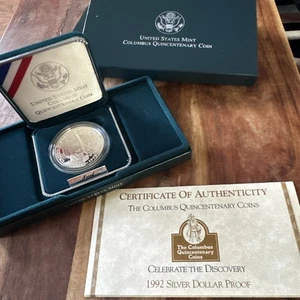 UNITED STATES MINT
COLUMBUS QUINCENTENARY COIN
UNITED STATES MINT
COLUMBUS
QUINCENTENARY COIN
CERTIFICATE OF AUTHENTICITY
THE COLUMBUS QUINCENTENARY COINS
The Columbus
Quincentenary
Coins
CELEBRATE THE DISCOVERY
1992 SILVER DOLLAR PROOF